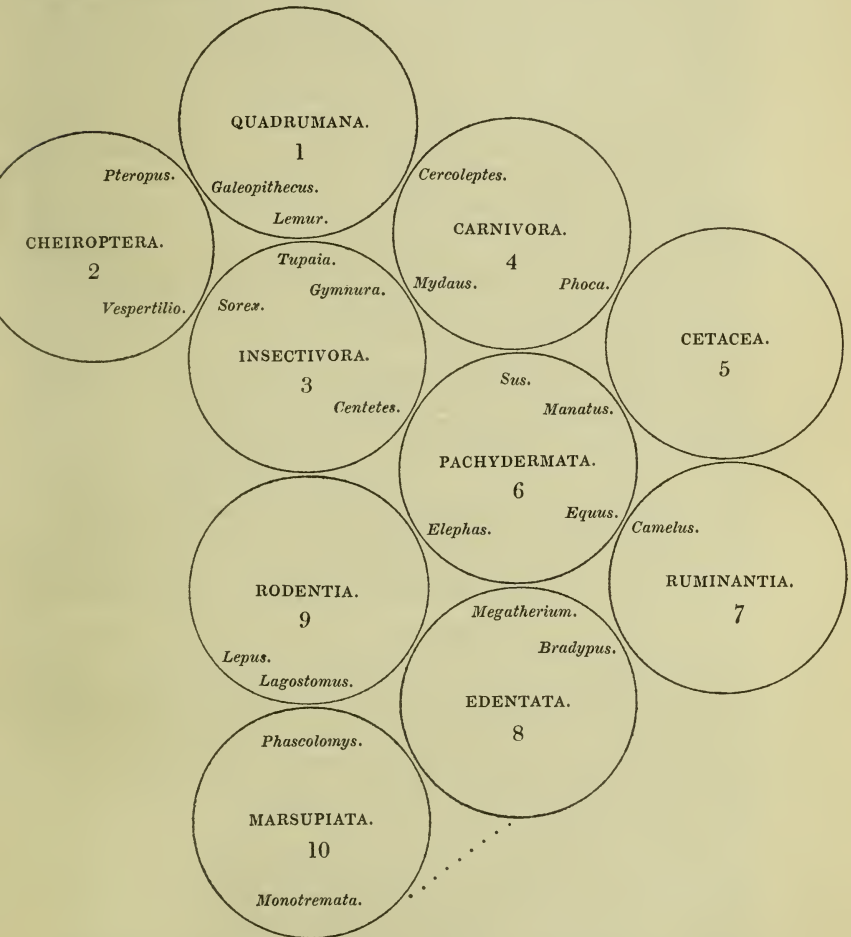 QUADRUMANA.
1
Galeopithecus.
Lemur.
Pteropus.
CHEIROPTERA.
2
Vespertilio.
Tupaia.
Gymnura.
Sorex.
INSECTIVORA.
3
Centetes.
Cercoleptes.
CARNIVORA.
4
Mydaus.
Phoca.
CETACEA.
5
Sus.
Manatus.
PACHYDERMATA.
6
Equus.
Elephas.
Camelus.
RUMINANTIA.
7
Megatherium.
Bradypus.
EDENTATA.
8
RODENTIA.
9
Lepus.
Lagostomus.
Phascolomys.
MARSUPIATA.
10
Monotremata.